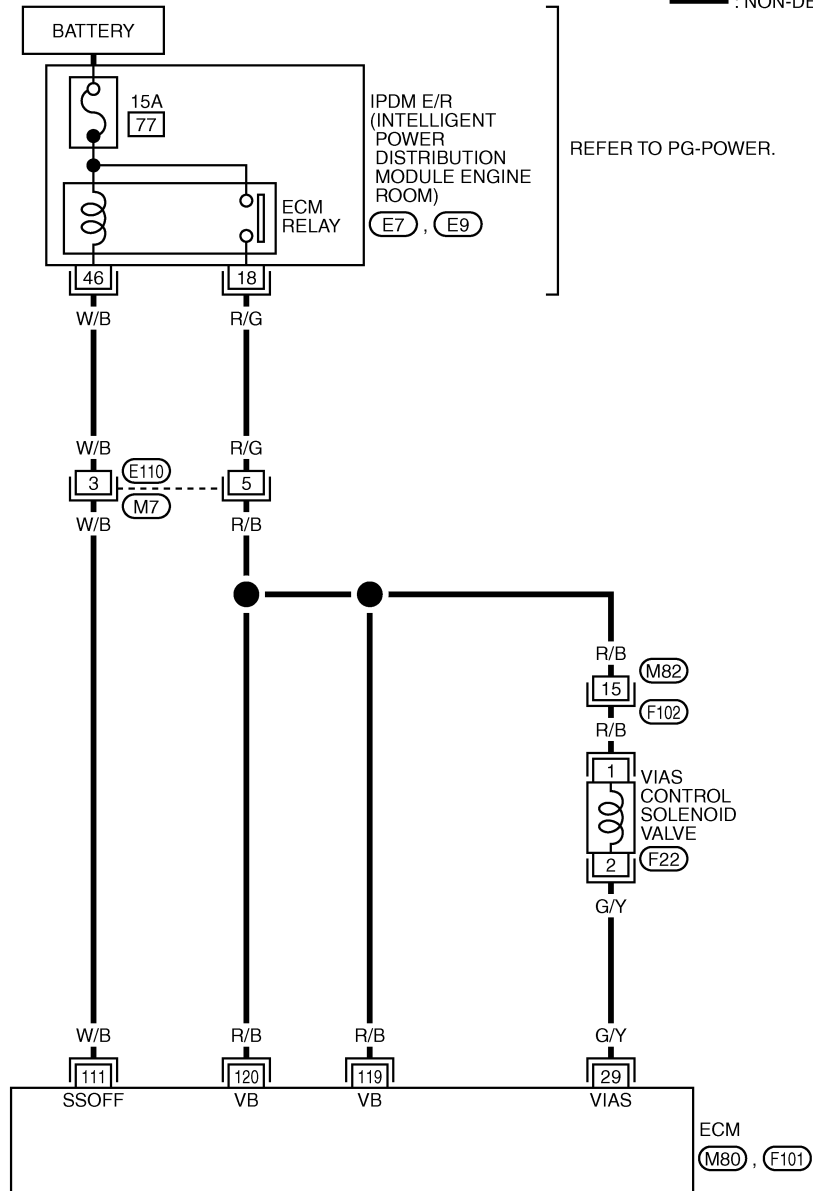 : NON-DE
BATTERY
15A
77
IPDM E/R
(INTELLIGENT
POWER
DISTRIBUTION
MODULE ENGINE
ROOM)
E7 , E9
REFER TO PG-POWER.
ECM
RELAY
46
18
W/B
R/G
W/B
R/G
3
E110
M7
5
W/B
R/B
R/B
15
M82
F102
R/B
1
VIAS
CONTROL
SOLENOID
VALVE
2
F22
G/Y
W/B
R/B
R/B
G/Y
111
120
119
29
SSOFF
VB
VB
VIAS
ECM
M80 , F101